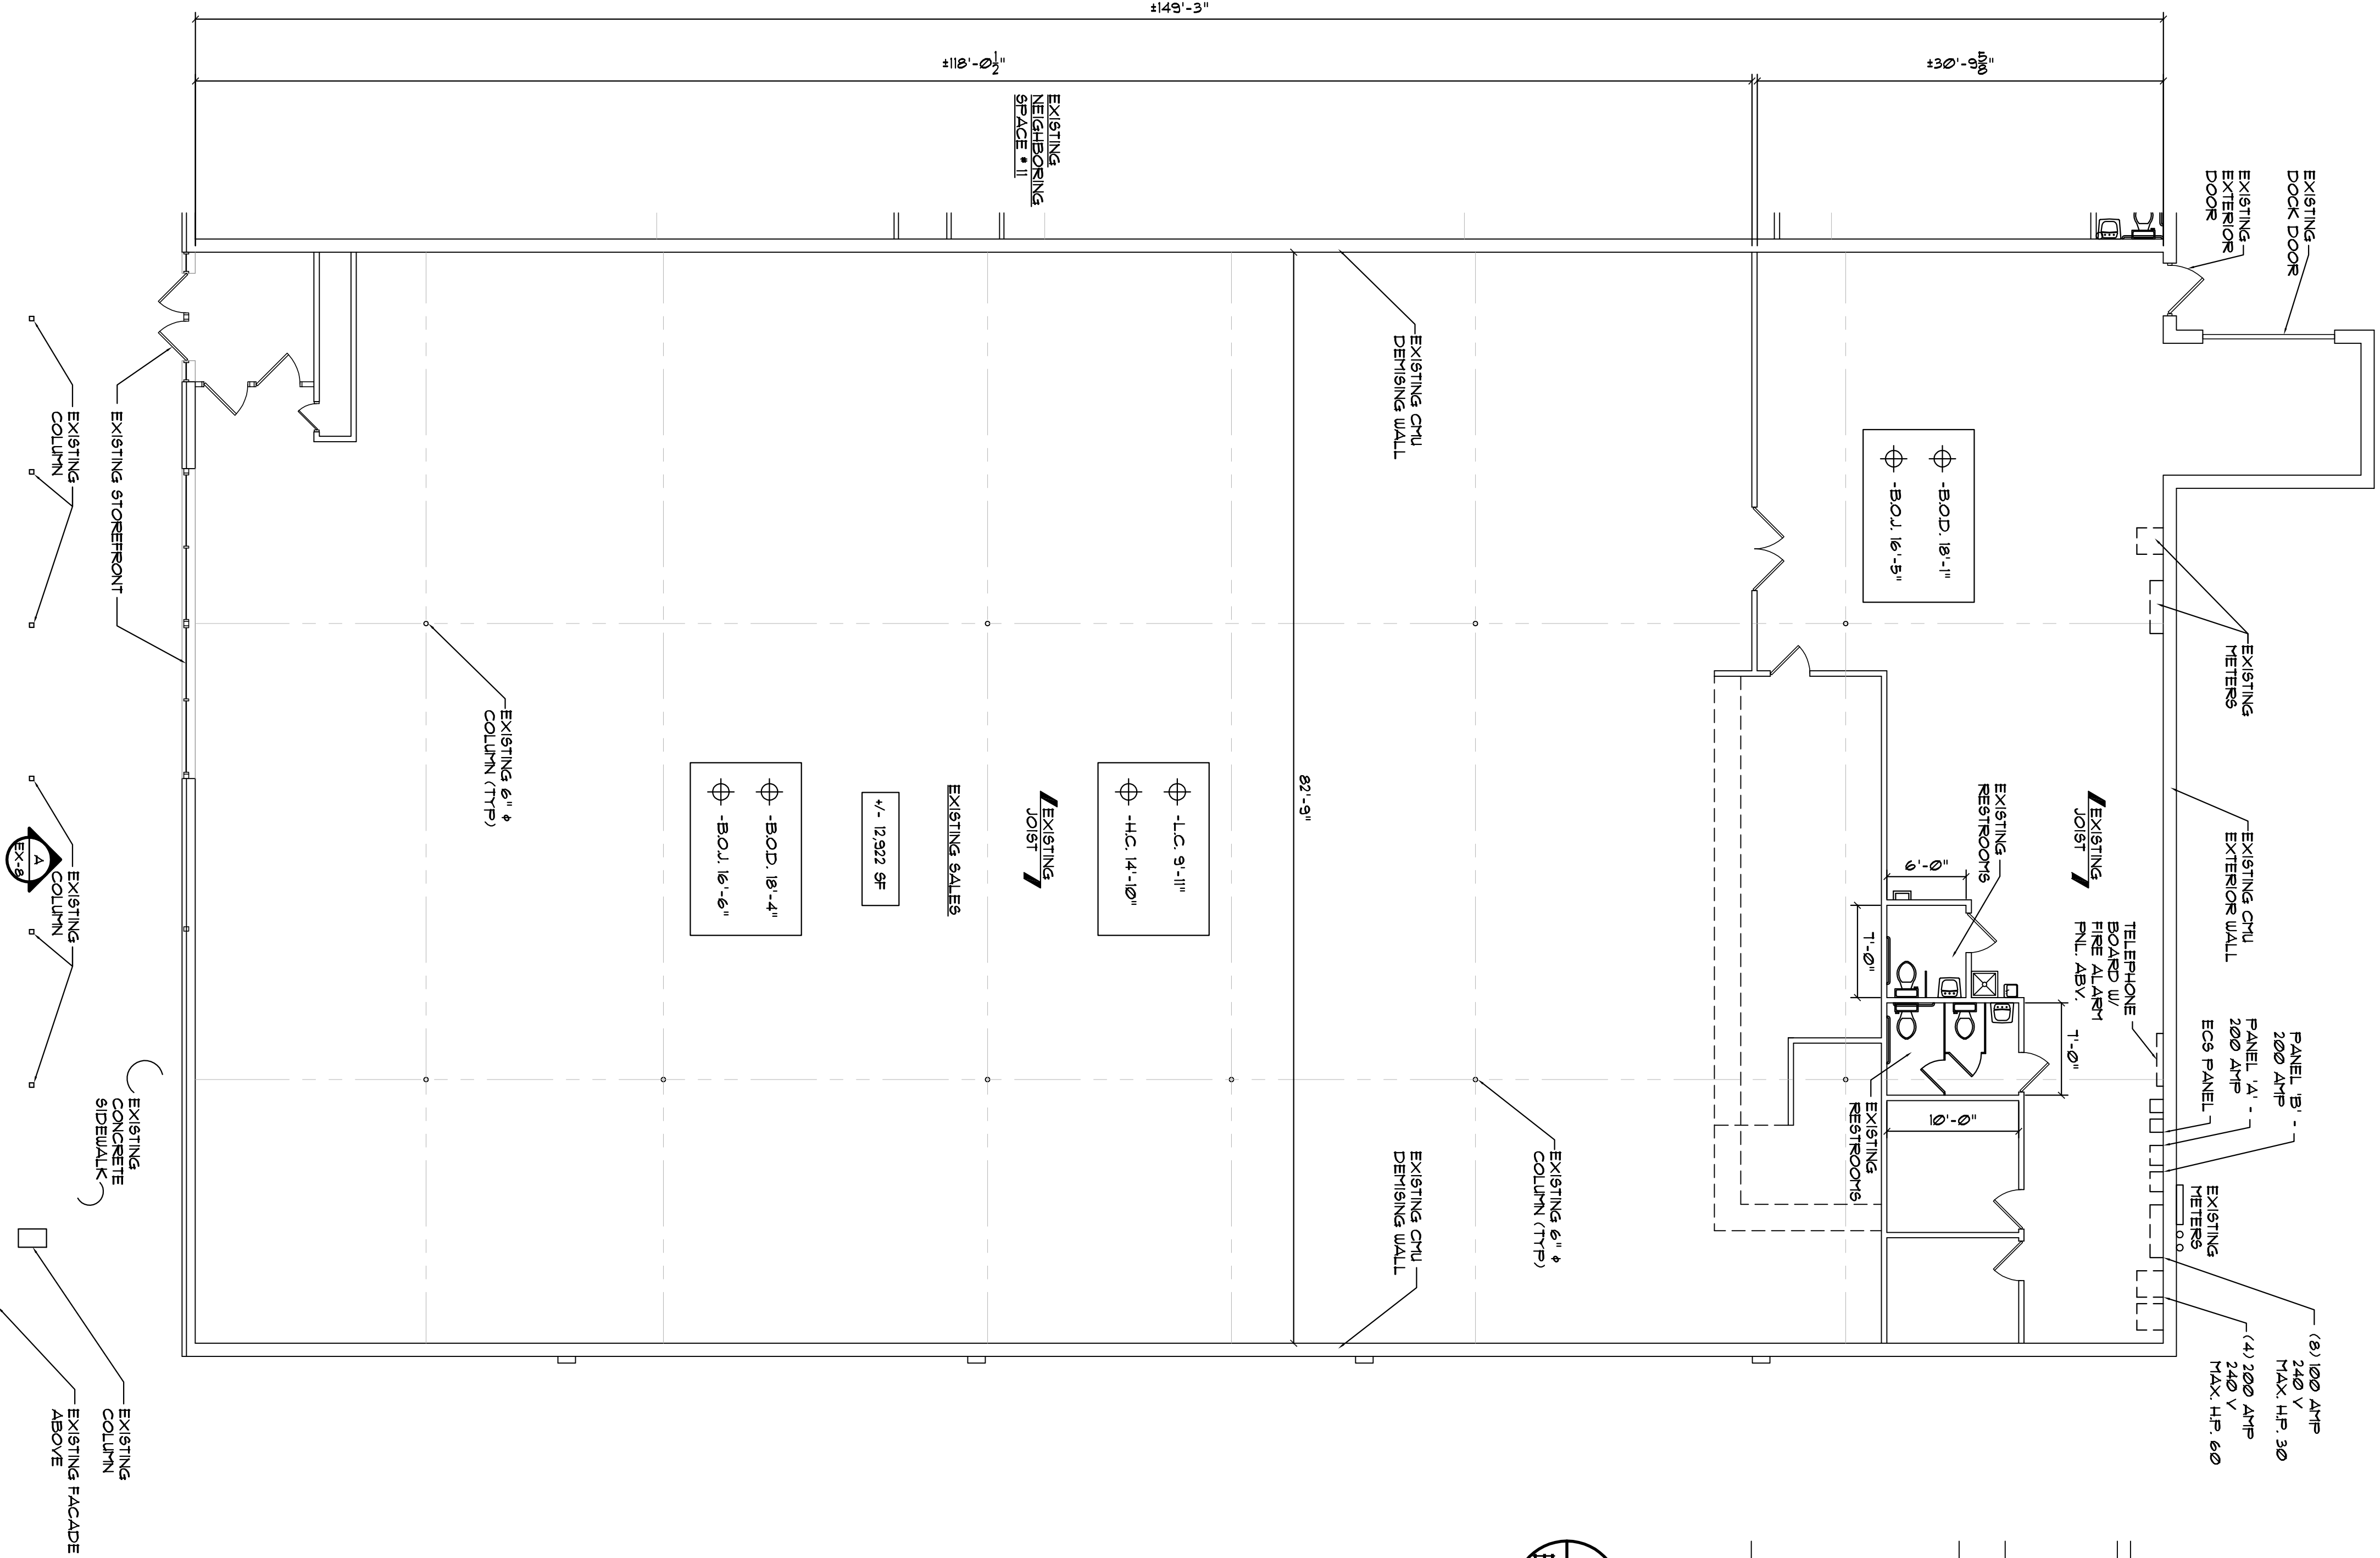 ±149'-3"
±118'-0 1/2"
±30'-9 5/8"
EXISTING
NEIGHBORING
SPACE # 11
EXISTING
DOCK DOOR
EXISTING
EXTERIOR
DOOR
EXISTING CMU
DEMISING WALL
-B.O.D. 18'-1"
-B.O.J. 16'-5"
EXISTING
METERS
EXISTING
COLUMN
EXISTING STOREFRONT
EXISTING 6" ϕ
COLUMN (TYP)
-B.O.D. 18'-4"
-B.O.J. 16'-6"
+/- 12,922 SF
EXISTING SALES
EXISTING
JOIST
-L.C. 9'-11"
-H.C. 14'-10"
82'-9"
EXISTING
RESTROOMS
EXISTING
JOIST
EXISTING CMU
EXTERIOR WALL
6'-0"
7'-0"
7'-0"
10'-0"
TELEPHONE
BOARD W/
FIRE ALARM
PNL. ABV.
PANEL 'B' -
200 AMP
PANEL 'A' -
200 AMP
ECS PANEL
EXISTING
METERS
EXISTING
RESTROOMS
EXISTING 6" ϕ
COLUMN (TYP)
EXISTING CMU
DEMISING WALL
(8) 100 AMP
240 V
MAX. H.P. 30
(4) 200 AMP
240 V
MAX. H.P. 60
A
EX-8
EXISTING
COLUMN
EXISTING
CONCRETE
SIDEWALK
EXISTING
COLUMN
EXISTING FACADE
ABOVE